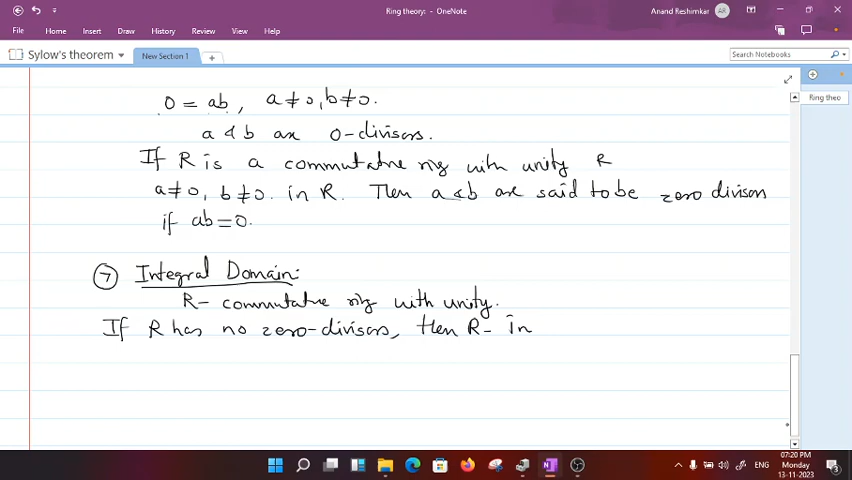 Ring theory: - OneNote
Anand Reshimkar
AR
File Home Insert Draw History Review View Help
Sylow's theorem
New Section 1
+
Search Notebooks
Ring theo
0 = ab, a ≠ 0, b ≠ 0.
a & b are 0-divisors.
If R is a commutative ring with unity R
a ≠ 0, b ≠ 0. in R. Then a & b are said to be zero divisors
if ab = 0.
7 Integral Domain:
R- commutative ring with unity.
If R has no zero-divisors, then R- in
ENG
07:20 PM
Monday
13-11-2023
3